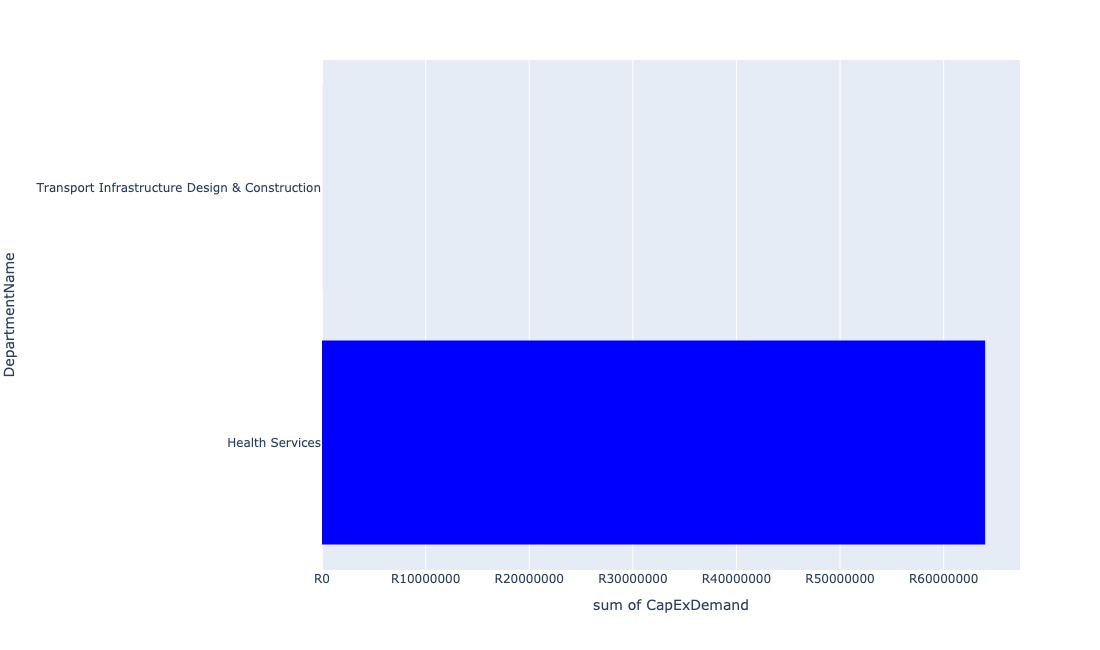 Transport Infrastructure Design & Construction
DepartmentName
Health Services
R0 R10000000 R20000000 R30000000 R40000000 R50000000 R60000000
sum of CapExDemand